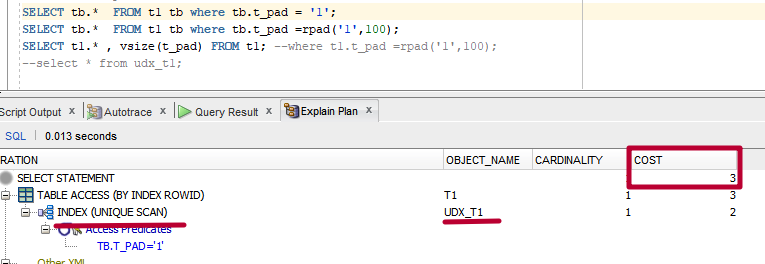 SELECT tb.*  FROM t1 tb where tb.t_pad = '1';
SELECT tb.*  FROM t1 tb where tb.t_pad =rpad('1',100);
SELECT t1.* , vsize(t_pad) FROM t1; --where t1.t_pad =rpad('1',100);
--select * from udx_t1;
Script Output x Autotrace x Query Result x Explain Plan x
SQL | 0.013 seconds
RATION OBJECT_NAME CARDINALITY COST
SELECT STATEMENT 1 3
TABLE ACCESS (BY INDEX ROWID) T1 1 3
INDEX (UNIQUE SCAN) UDX_T1 1 2
Access Predicates
TB.T_PAD='1'
Other XML